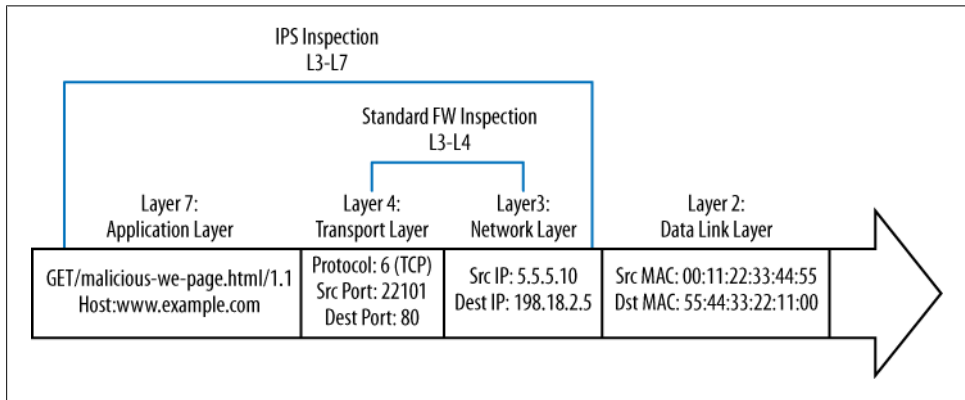 IPS Inspection
L3-L7
Standard FW Inspection
L3-L4
Layer 7:
Application Layer
Layer 4:
Transport Layer
Layer3:
Network Layer
Layer 2:
Data Link Layer
GET/malicious-we-page.html/1.1
Host:www.example.com
Protocol: 6 (TCP)
Src Port: 22101
Dest Port: 80
Src IP: 5.5.5.10
Dest IP: 198.18.2.5
Src MAC: 00:11:22:33:44:55
Dst MAC: 55:44:33:22:11:00